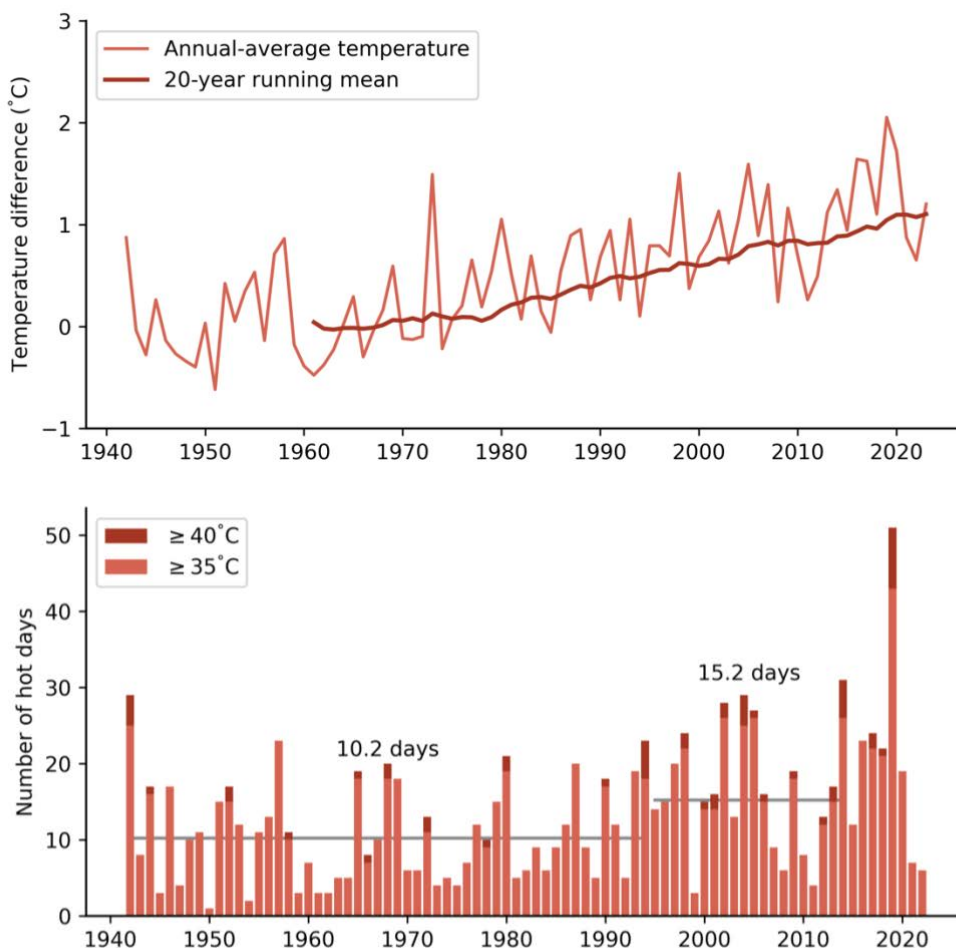 3
Annual-average temperature
20-year running mean
2
1
0
−1
Temperature difference (˚C)
1940 1950 1960 1970 1980 1990 2000 2010 2020
≥ 40˚C
≥ 35˚C
50
40
30
20
10
0
Number of hot days
10.2 days
15.2 days
1940 1950 1960 1970 1980 1990 2000 2010 2020